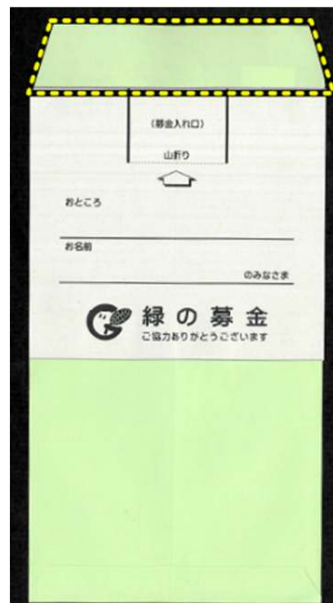 (募金入れ口)
山折り
おところ
お名前
のみなさま
緑の募金
ご協力ありがとうございます